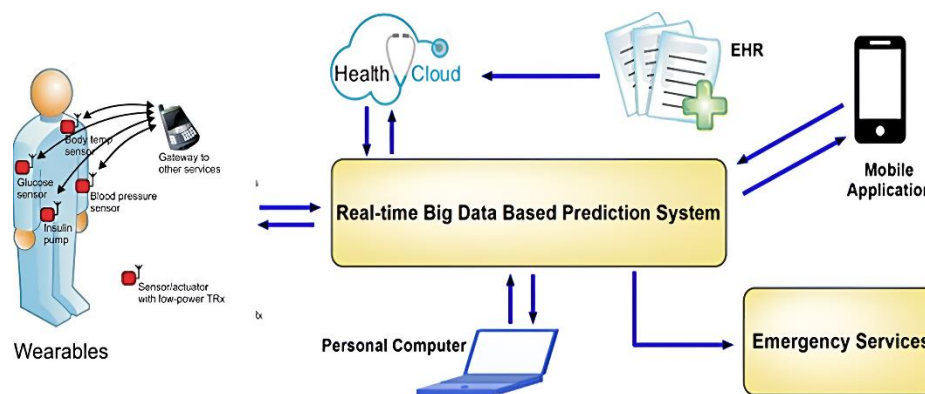 Body temp
sensor
Glucose
sensor
Blood pressure
sensor
Insulin
pump
Gateway to
other services
Sensor/actuator
with low-power TRx
Wearables
Health Cloud
EHR
Mobile
Application
Real-time Big Data Based Prediction System
Personal Computer
Emergency Services